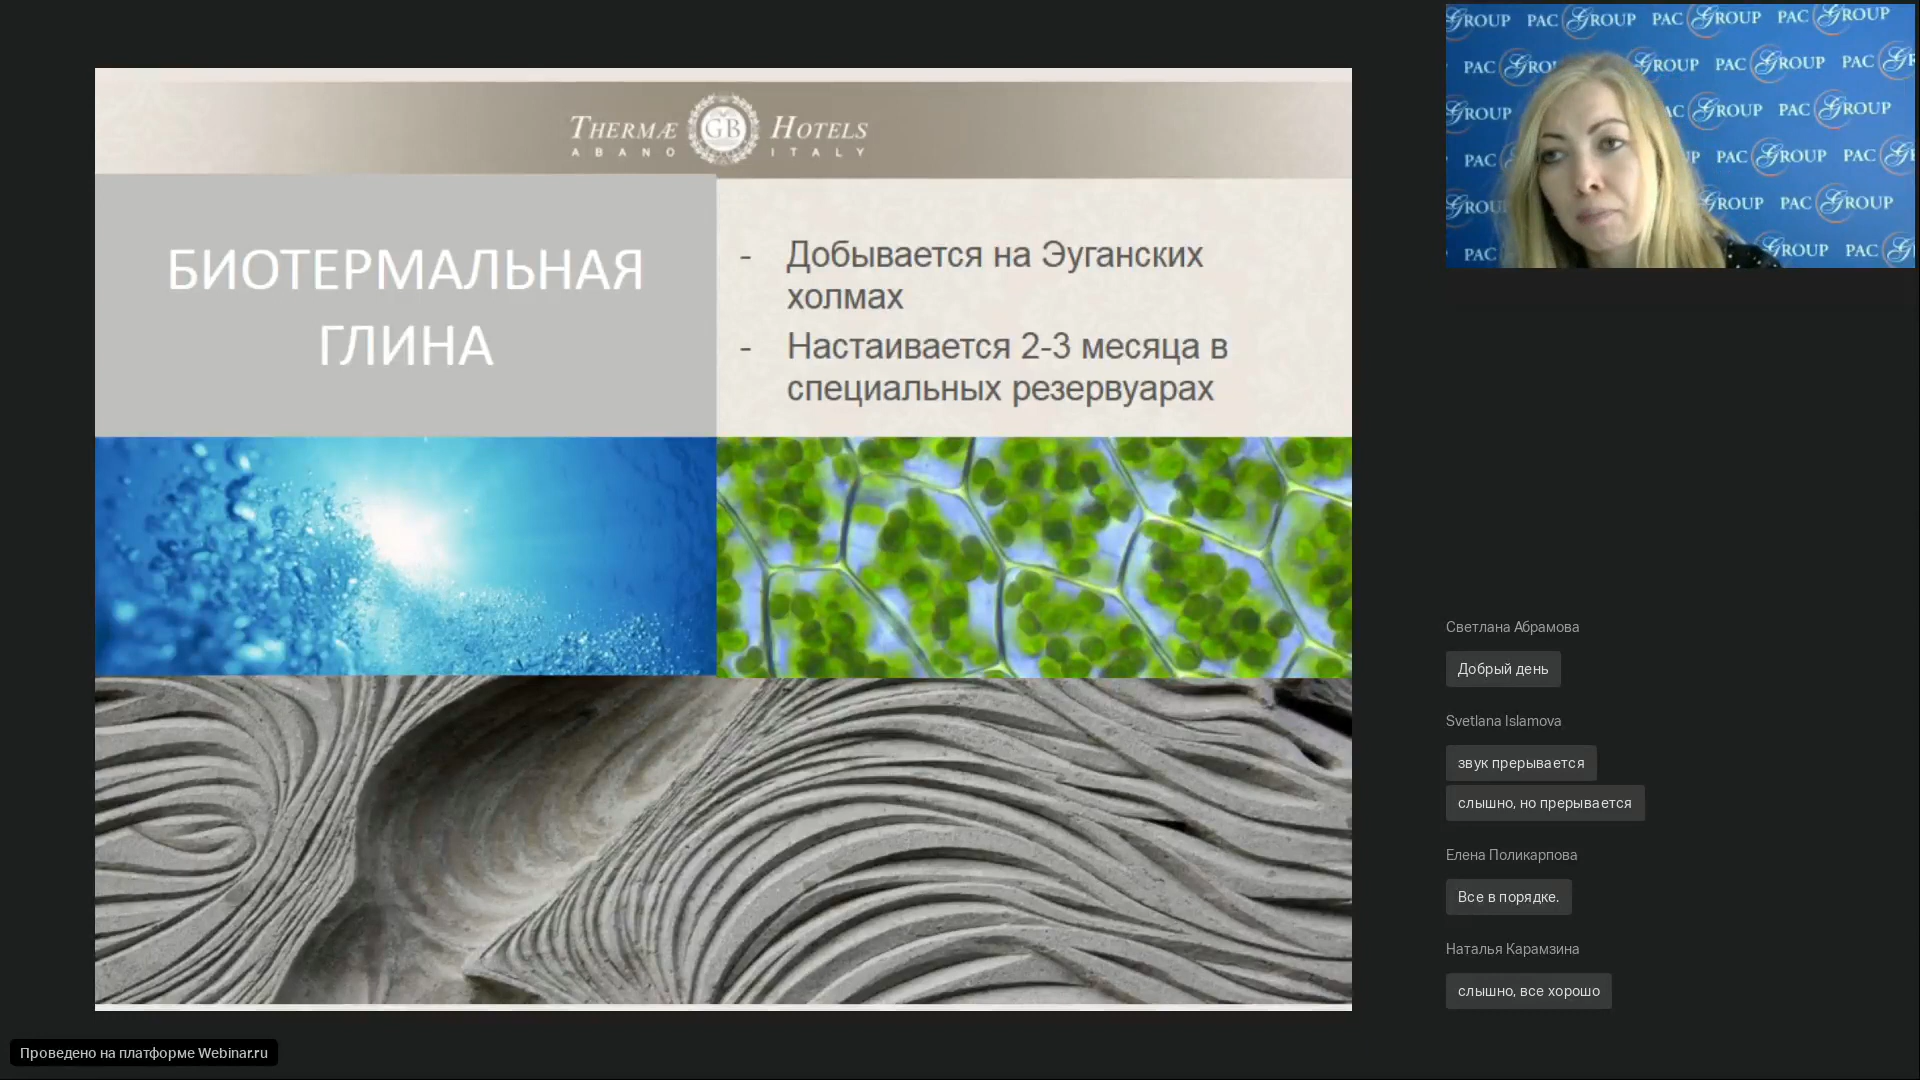 THERMÆ GB HOTELS
ABANO ITALY
БИОТЕРМАЛЬНАЯ
ГЛИНА
- Добывается на Эуганских
холмах
- Настаивается 2-3 месяца в
специальных резервуарах
GROUP PAC GROUP PAC GROUP PAC GROUP
PAC GROUP GROUP PAC GROUP PAC
GROUP PAC GROUP PAC GROUP
PAC GROUP PAC
GROUP GROUP PAC GROUP
PAC GROUP PAC
Светлана Абрамова
Добрый день
Svetlana Islamova
звук прерывается
слышно, но прерывается
Елена Поликарпова
Все в порядке.
Наталья Карамзина
слышно, все хорошо
Проведено на платформе Webinar.ru